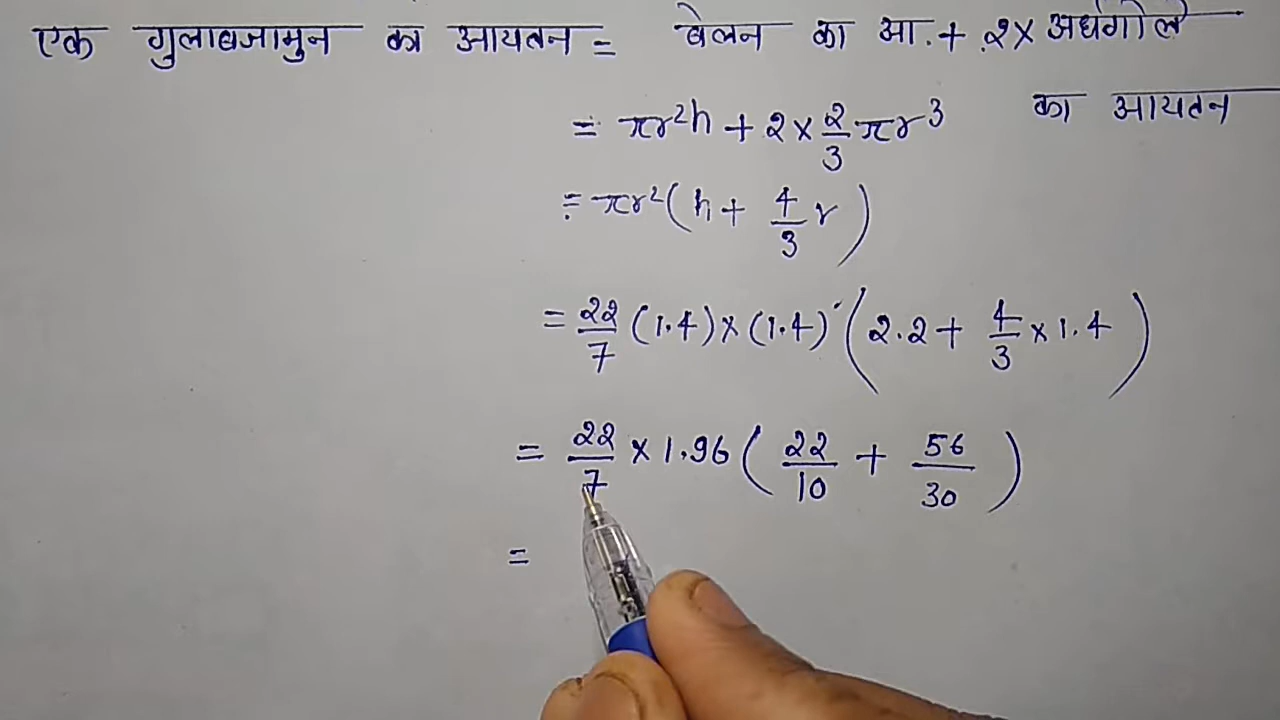 एक गुलाबजामुन का आयतन = बेलन का आ. + 2× अर्धगोले
का आयतन
= πr²h + 2 × 2/3 πr³
= πr² (h + 4/3 r)
= 22/7 (1.4) × (1.4) (2.2 + 4/3 × 1.4)
= 22/7 × 1.96 (22/10 + 56/30)
=